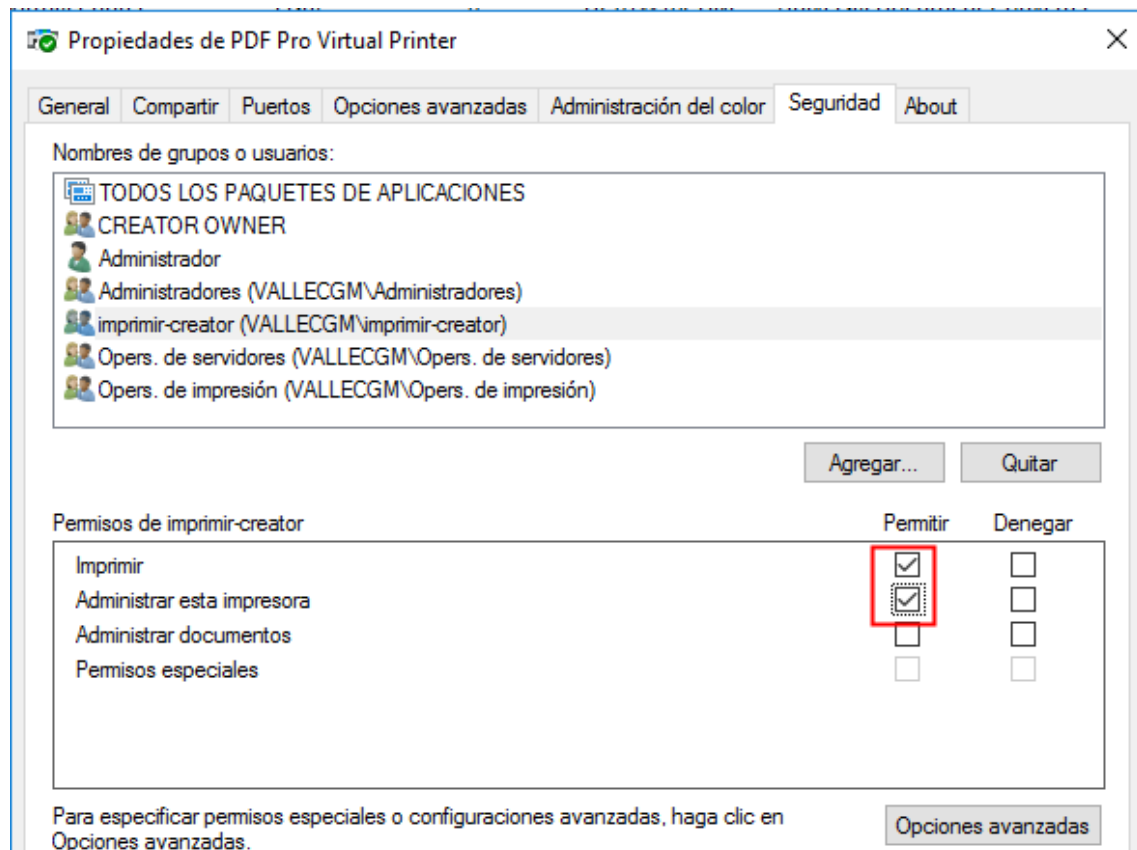 Propiedades de PDF Pro Virtual Printer
General Compartir Puertos Opciones avanzadas Administración del color Seguridad About
Nombres de grupos o usuarios:
TODOS LOS PAQUETES DE APLICACIONES
CREATOR OWNER
Administrador
Administradores (VALLECGM\Administradores)
imprimir-creator (VALLECGM\imprimir-creator)
Opers. de servidores (VALLECGM\Opers. de servidores)
Opers. de impresión (VALLECGM\Opers. de impresión)
Agregar... Quitar
Permisos de imprimir-creator Permitir Denegar
Imprimir
Administrar esta impresora
Administrar documentos
Permisos especiales
Para especificar permisos especiales o configuraciones avanzadas, haga clic en
Opciones avanzadas.
Opciones avanzadas